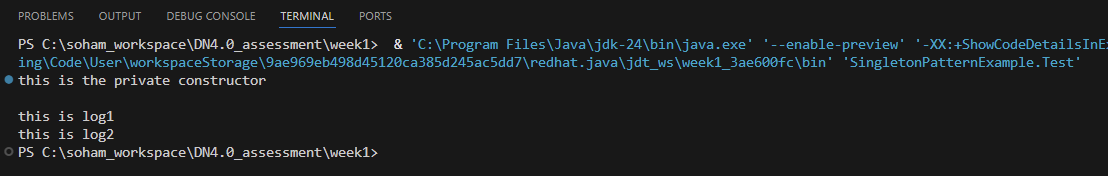 PROBLEMS OUTPUT DEBUG CONSOLE TERMINAL PORTS
PS C:\soham_workspace\DN4.0_assessment\week1>  & 'C:\Program Files\Java\jdk-24\bin\java.exe' '--enable-preview' '-XX:+ShowCodeDetailsInEx
ing\Code\User\workspaceStorage\9ae969eb498d45120ca385d245ac5dd7\redhat.java\jdt_ws\week1_3ae600fc\bin' 'SingletonPatternExample.Test'
this is the private constructor
this is log1
this is log2
PS C:\soham_workspace\DN4.0_assessment\week1>